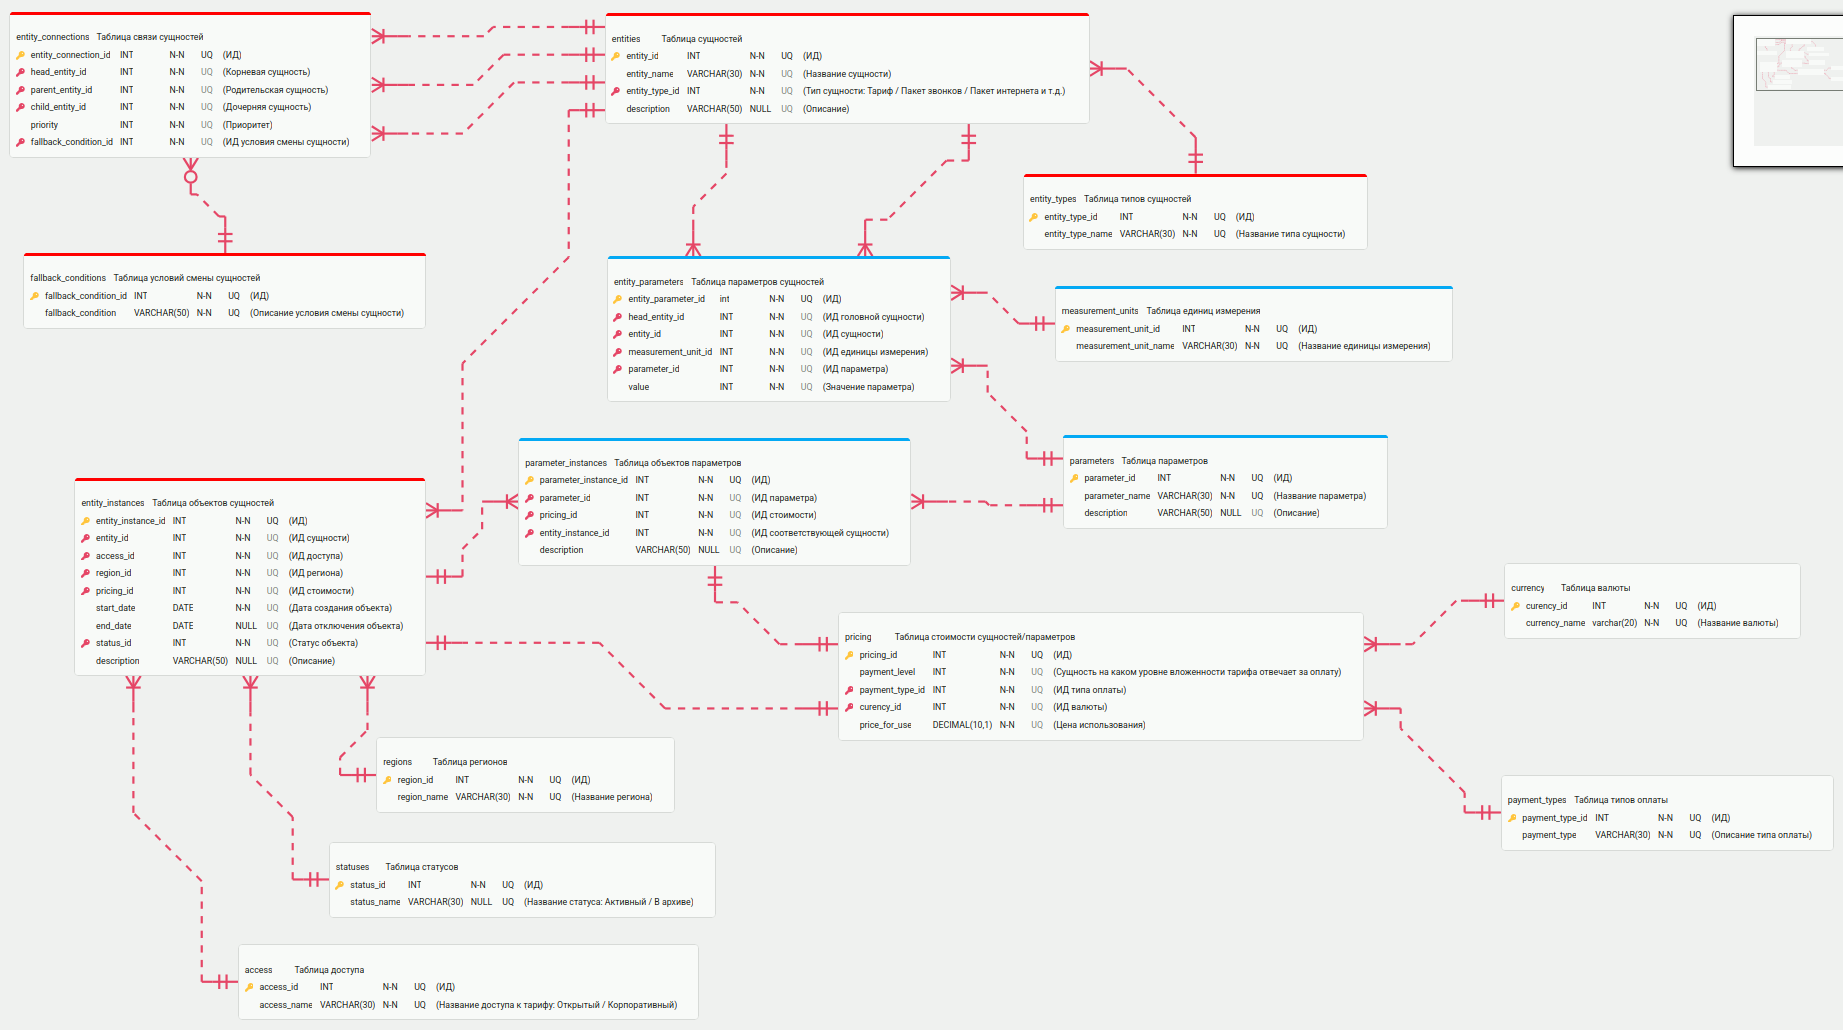 entity_connections Таблица связи сущностей
entity_connection_id INT N-N UQ (ИД)
head_entity_id INT N-N UQ (Корневая сущность)
parent_entity_id INT N-N UQ (Родительская сущность)
child_entity_id INT N-N UQ (Дочерняя сущность)
priority INT N-N UQ (Приоритет)
fallback_condition_id INT N-N UQ (ИД условия смены сущности)
entities Таблица сущностей
entity_id INT N-N UQ (ИД)
entity_name VARCHAR(30) N-N UQ (Название сущности)
entity_type_id INT N-N UQ (Тип сущности: Тариф / Пакет звонков / Пакет интернета и т.д.)
description VARCHAR(50) NULL UQ (Описание)
entity_types Таблица типов сущностей
entity_type_id INT N-N UQ (ИД)
entity_type_name VARCHAR(30) N-N UQ (Название типа сущности)
fallback_conditions Таблица условий смены сущностей
fallback_condition_id INT N-N UQ (ИД)
fallback_condition VARCHAR(50) N-N UQ (Описание условия смены сущности)
entity_parameters Таблица параметров сущностей
entity_parameter_id int N-N UQ (ИД)
head_entity_id INT N-N UQ (ИД головной сущности)
entity_id INT N-N UQ (ИД сущности)
measurement_unit_id INT N-N UQ (ИД единицы измерения)
parameter_id INT N-N UQ (ИД параметра)
value INT N-N UQ (Значение параметра)
measurement_units Таблица единиц измерения
measurement_unit_id INT N-N UQ (ИД)
measurement_unit_name VARCHAR(30) N-N UQ (Название единицы измерения)
parameter_instances Таблица объектов параметров
parameter_instance_id INT N-N UQ (ИД)
parameter_id INT N-N UQ (ИД параметра)
pricing_id INT N-N UQ (ИД стоимости)
entity_instance_id INT N-N UQ (ИД соответствующей сущности)
description VARCHAR(50) NULL UQ (Описание)
parameters Таблица параметров
parameter_id INT N-N UQ (ИД)
parameter_name VARCHAR(30) N-N UQ (Название параметра)
description VARCHAR(50) NULL UQ (Описание)
entity_instances Таблица объектов сущностей
entity_instance_id INT N-N UQ (ИД)
entity_id INT N-N UQ (ИД сущности)
access_id INT N-N UQ (ИД доступа)
region_id INT N-N UQ (ИД региона)
pricing_id INT N-N UQ (ИД стоимости)
start_date DATE N-N UQ (Дата создания объекта)
end_date DATE NULL UQ (Дата отключения объекта)
status_id INT N-N UQ (Статус объекта)
description VARCHAR(50) NULL UQ (Описание)
currency Таблица валюты
curency_id INT N-N UQ (ИД)
currency_name varchar(20) N-N UQ (Название валюты)
pricing Таблица стоимости сущностей/параметров
pricing_id INT N-N UQ (ИД)
payment_level INT N-N UQ (Сущность на каком уровне вложенности тарифа отвечает за оплату)
payment_type_id INT N-N UQ (ИД типа оплаты)
curency_id INT N-N UQ (ИД валюты)
price_for_use DECIMAL(10,1) N-N UQ (Цена использования)
regions Таблица регионов
region_id INT N-N UQ (ИД)
region_name VARCHAR(30) N-N UQ (Название региона)
payment_types Таблица типов оплаты
payment_type_id INT N-N UQ (ИД)
payment_type VARCHAR(30) N-N UQ (Описание типа оплаты)
statuses Таблица статусов
status_id INT N-N UQ (ИД)
status_name VARCHAR(30) NULL UQ (Название статуса: Активный / В архиве)
access Таблица доступа
access_id INT N-N UQ (ИД)
access_name VARCHAR(30) N-N UQ (Название доступа к тарифу: Открытый / Корпоративный)